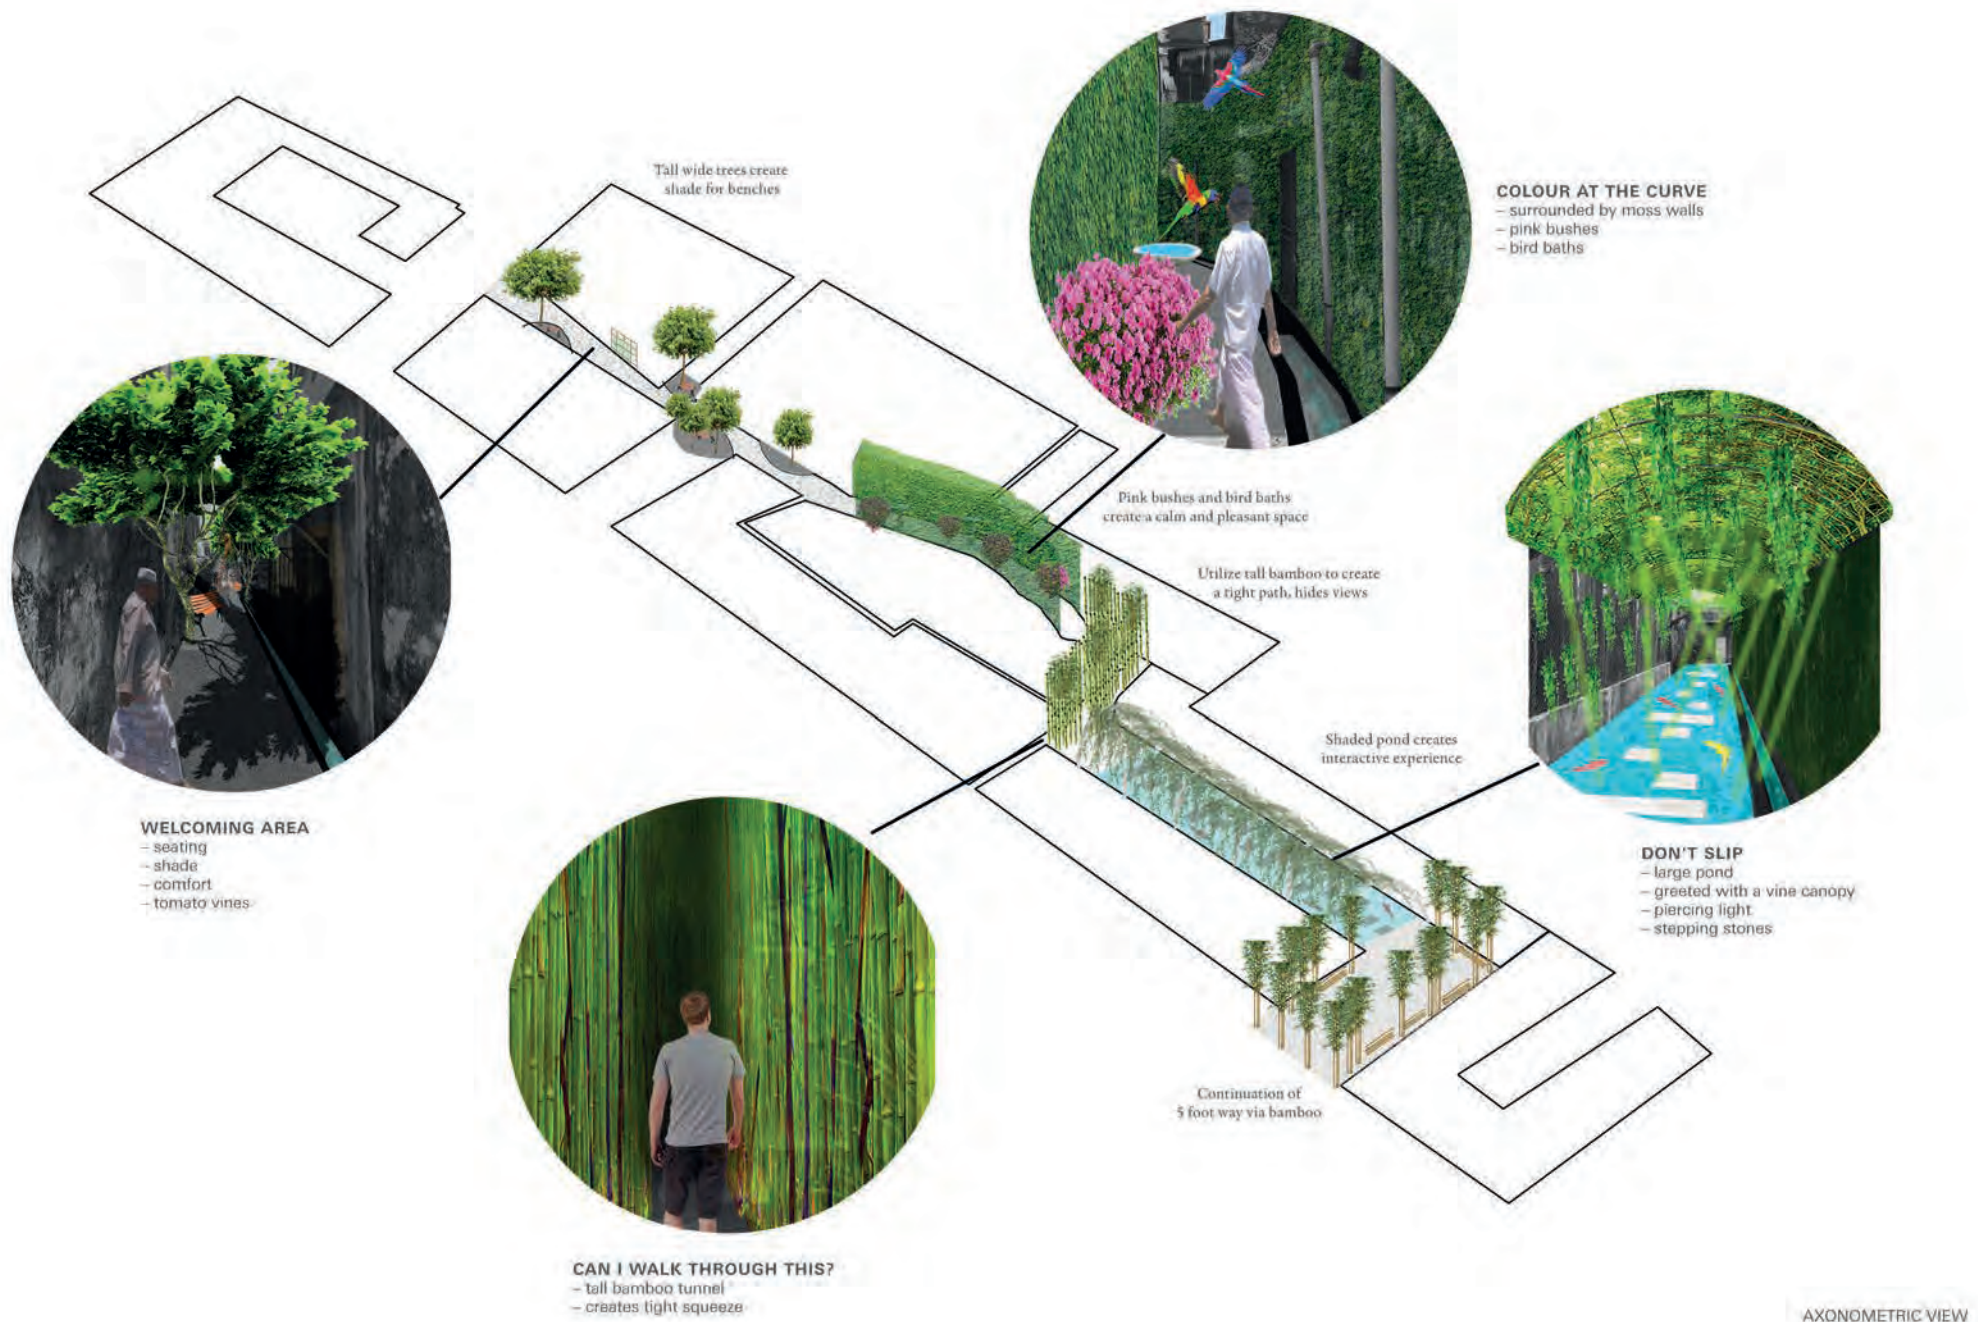 Tall wide trees create
shade for benches
COLOUR AT THE CURVE
– surrounded by moss walls
– pink bushes
– bird baths
Pink bushes and bird baths
create a calm and pleasant space
Utilize tall bamboo to create
a tight path, hides views
Shaded pond creates
interactive experience
WELCOMING AREA
– seating
– shade
– comfort
– tomato vines
DON'T SLIP
– large pond
– greeted with a vine canopy
– piercing light
– stepping stones
Continuation of
5 foot way via bamboo
CAN I WALK THROUGH THIS?
– tall bamboo tunnel
– creates tight squeeze
AXONOMETRIC VIEW